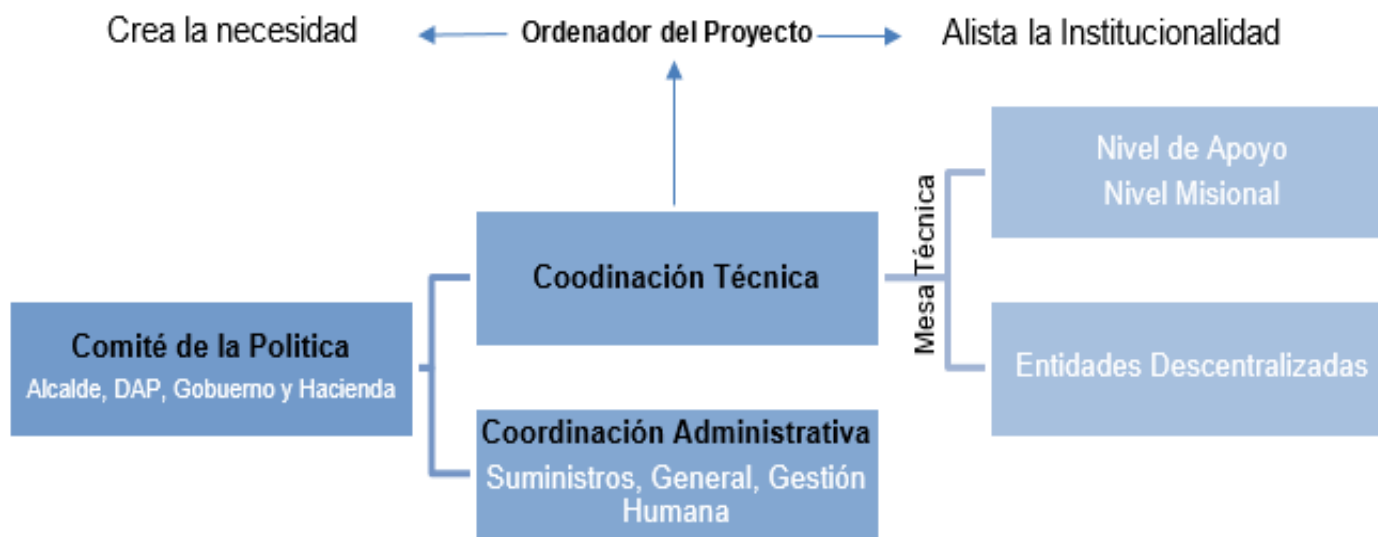 Crea la necesidad
Ordenador del Proyecto
Alista la Institucionalidad
Nivel de Apoyo
Nivel Misional
Mesa Técnica
Coodinación Técnica
Comité de la Politica
Alcalde, DAP, Gobuerno y Hacienda
Entidades Descentralizadas
Coordinación Administrativa
Suministros, General, Gestión
Humana